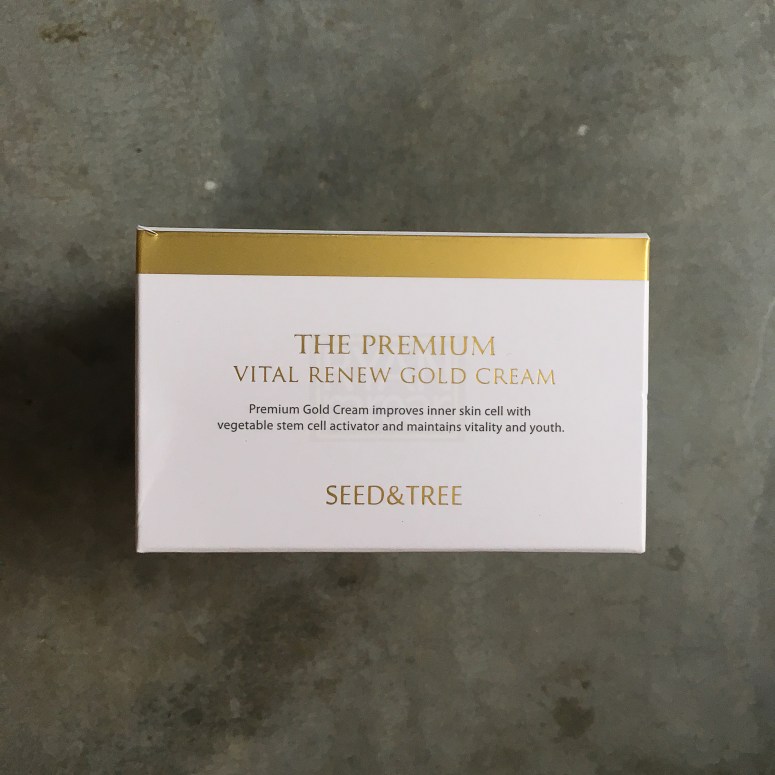 THE PREMIUM
VITAL RENEW GOLD CREAM
Premium Gold Cream improves inner skin cell with
vegetable stem cell activator and maintains vitality and youth.
SEED&TREE